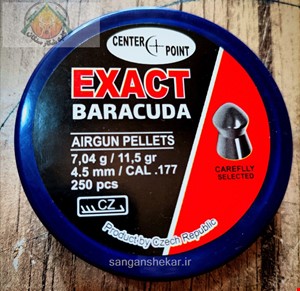 CENTER POINT
EXACT
BARACUDA
AIRGUN PELLETS
7,04 g / 11,5 gr
4.5 mm / CAL .177
250 pcs
CZ
CAREFLLY
SELECTED
Product by Czech Republic
sanganshekar.ir